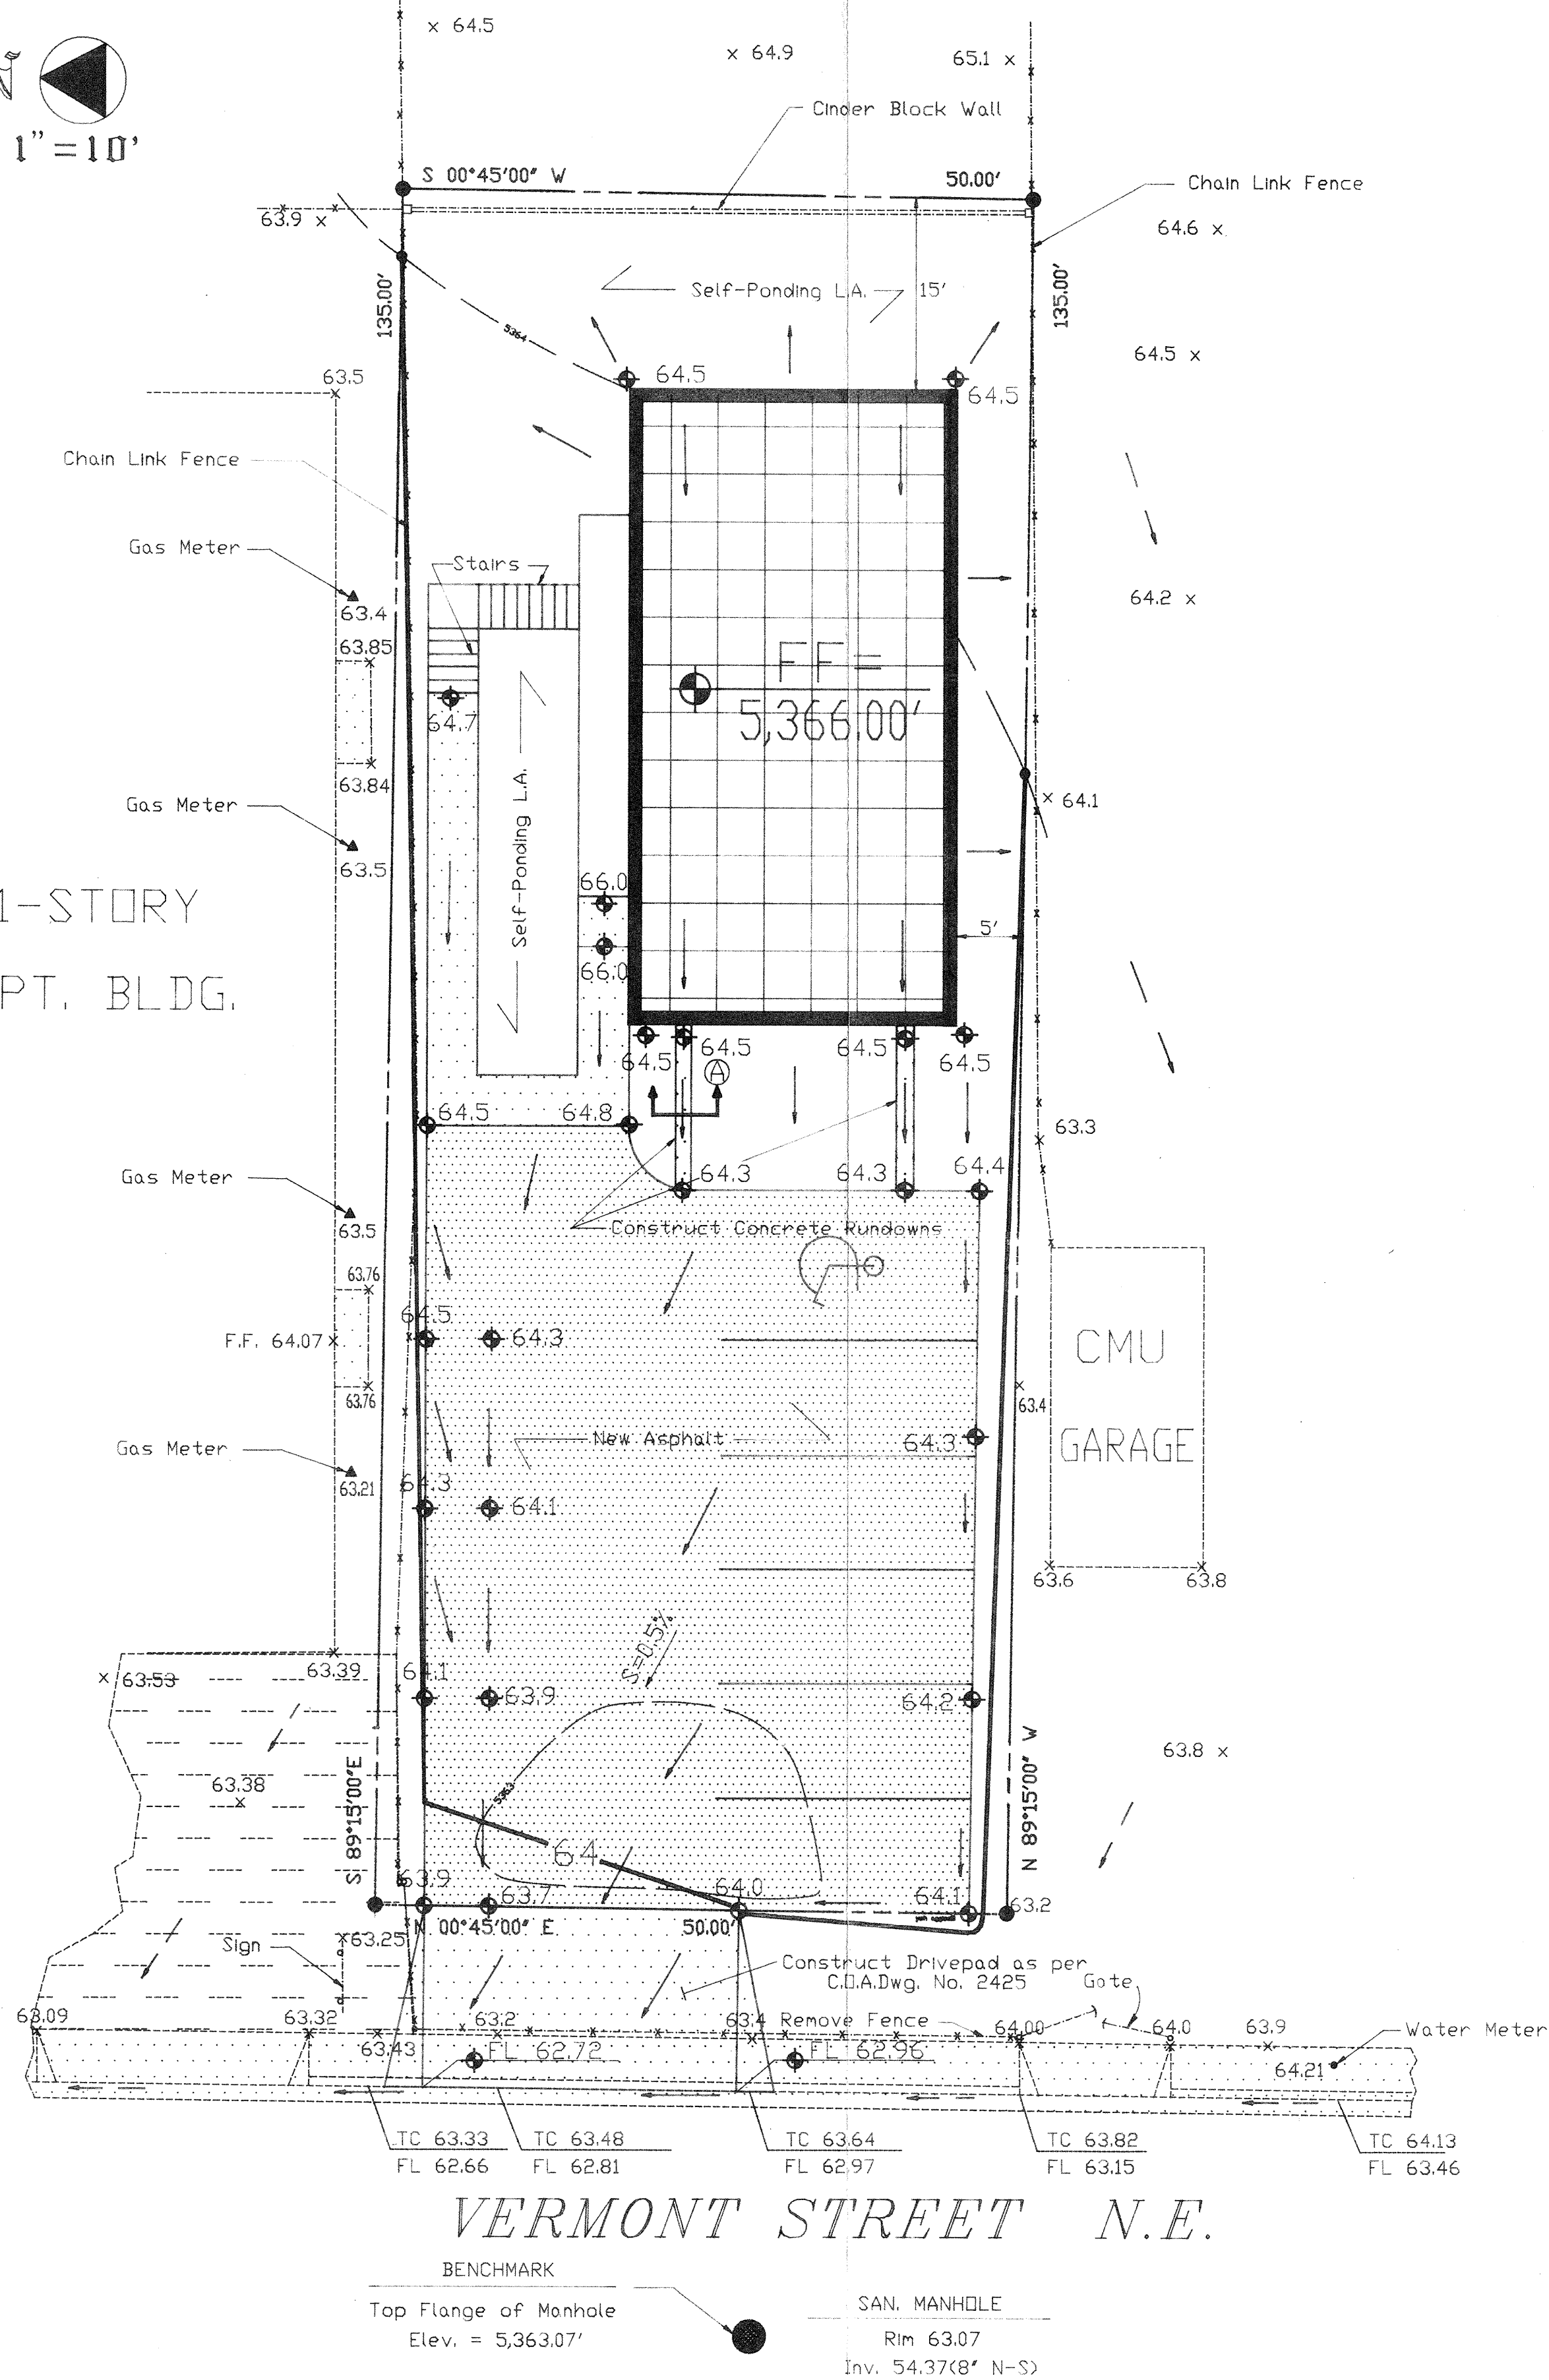 64.5
64.9
65.1
Cinder Block Wall
1"=10'
S 00°45'00" W
50.00'
Chain Link Fence
63.9
64.6
135.00'
135.00'
Self-Ponding L.A.
15'
5364
64.5
63.5
64.5
64.5
Chain Link Fence
Gas Meter
Stairs
63.4
64.2
63.85
FF =
5,366.00'
64.7
63.84
Gas Meter
64.1
Self-Ponding L.A.
63.5
66.0
1-STORY
5'
66.0
PT. BLDG.
64.5
64.5
64.5
64.5
A
64.5
64.8
63.3
Gas Meter
64.3
64.3
64.4
63.5
Construct Concrete Rundowns
63.76
64.5
F.F. 64.07
64.3
CMU
63.76
63.4
Gas Meter
New Asphalt
64.3
GARAGE
64.3
63.21
64.1
63.6
63.8
S=0.5%
63.39
63.53
64.1
63.9
64.2
63.8
63.38
S 89°15'00"E
N 89°15'00" W
5363
64
63.9
63.7
64.0
64.1
63.2
N 00°45'00" E
50.00'
Sign
63.25
Construct Drivepad as per
C.O.A.Dwg. No. 2425
Gate
63.09
63.32
63.2
63.4
Remove Fence
64.00
64.0
63.9
Water Meter
63.43
FL 62.72
FL 62.96
64.21
TC 63.33
FL 62.66
TC 63.48
FL 62.81
TC 63.64
FL 62.97
TC 63.82
FL 63.15
TC 64.13
FL 63.46
VERMONT STREET N.E.
BENCHMARK
Top Flange of Manhole
Elev. = 5,363.07'
SAN. MANHOLE
Rim 63.07
Inv. 54.37(8" N-S)